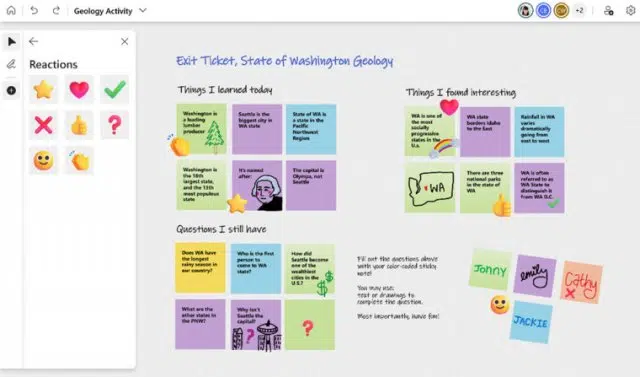 Geology Activity
+2
Reactions
Exit Ticket, State of Washington Geology
Things I learned today
Washington
is a leading
lumber
producer
Seattle is the
biggest city in
WA state
State of WA
is a state in the
Pacific
Northwest
Region
Washington is
the 18th
largest state,
and the 13th
most populous
state
It's named
after:
The capital is
Olympia, not
Seattle
Things I found interesting
WA is one of
the most
socially
progressive
states in the
U.s.
WA state
borders Idaho
to the East
Rainfall in WA
varies
dramatically
going from
east to west
WA
There are three
national parks in
the state of WA
WA is often
referred to as
WA State to
distinguish it
from WA D.C.
Questions I still have
Does WA have the
longest
rainy season in
our country?
Who is the first
person to
come to WA
state?
How did
Seattle become
one of the
wealthiest
cities in the
U.S.?
What are the
other states in
the PNW?
Why isn't
Seattle the
capital?
Fill out the questions above
with your color-coded sticky
note!
You may use:
text or drawings to
complete the question.
Most importantly, have fun!
Jonny
emily
Cathy
JACKIE